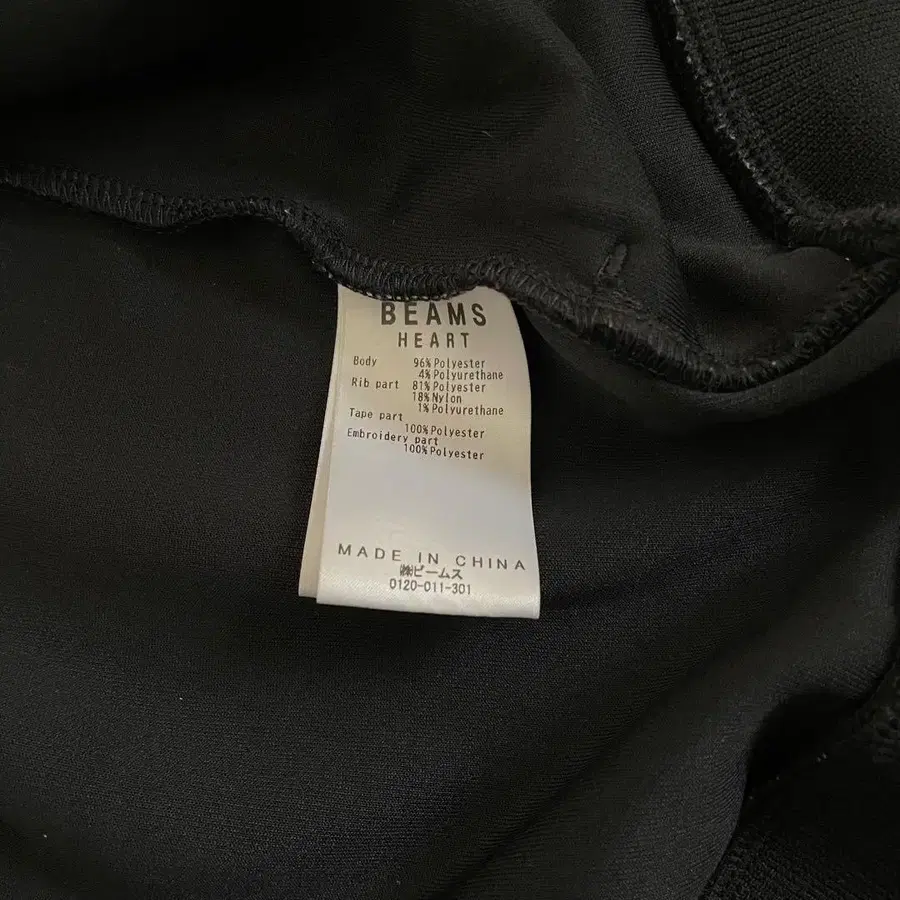 BEAMS
HEART
Body 96% Polyester
4% Polyurethane
Rib part 81% Polyester
18% Nylon
1% Polyurethane
Tape part
100% Polyester
Embroidery part
100% Polyester
MADE IN CHINA
㈱ビームス
0120-011-301